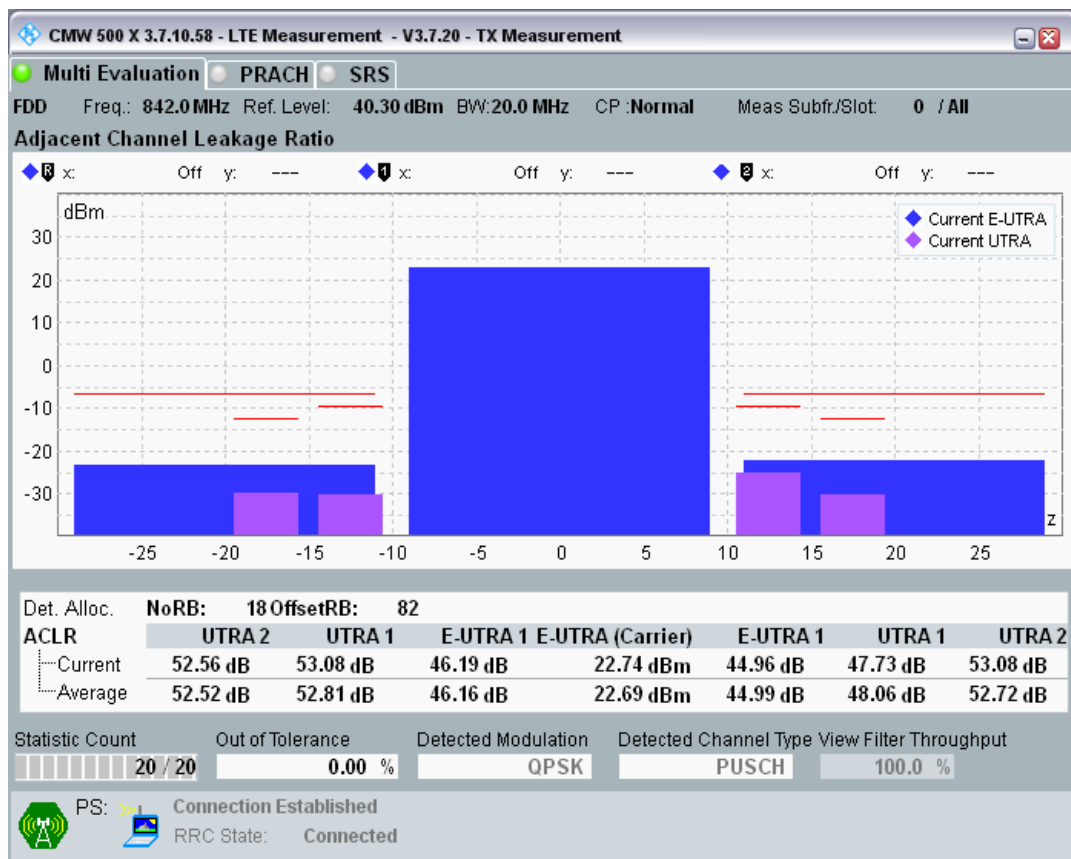 CMW 500 X 3.7.10.58 - LTE Measurement - V3.7.20 - TX Measurement
Multi Evaluation PRACH SRS
FDD Freq.: 842.0 MHz Ref. Level: 40.30 dBm BW:20.0 MHz CP :Normal Meas Subfr./Slot: 0 / All
Adjacent Channel Leakage Ratio
R x: Off y: --- 1 x: Off y: --- 2 x: Off y: ---
dBm
Current E-UTRA
Current UTRA
30
20
10
0
-10
-20
-30
z
-25 -20 -15 -10 -5 0 5 10 15 20 25
Det. Alloc. NoRB: 18 OffsetRB: 82
ACLR UTRA 2 UTRA 1 E-UTRA 1 E-UTRA (Carrier) E-UTRA 1 UTRA 1 UTRA 2
Current 52.56 dB 53.08 dB 46.19 dB 22.74 dBm 44.96 dB 47.73 dB 53.08 dB
Average 52.52 dB 52.81 dB 46.16 dB 22.69 dBm 44.99 dB 48.06 dB 52.72 dB
Statistic Count Out of Tolerance Detected Modulation Detected Channel Type View Filter Throughput
20 / 20 0.00 % QPSK PUSCH 100.0 %
PS: Connection Established
RRC State: Connected